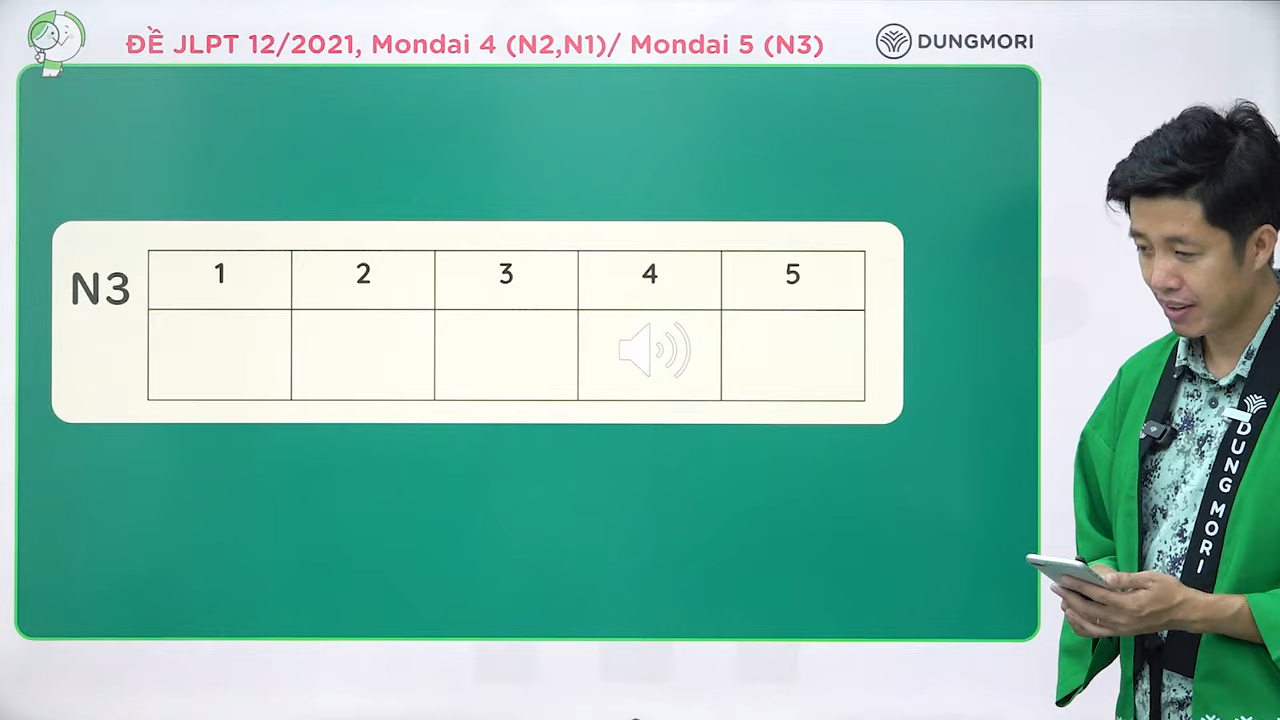 ĐỀ JLPT 12/2021, Mondai 4 (N2,N1)/ Mondai 5 (N3)
DUNGMORI
N3
1 2 3 4 5
DUNG MORI